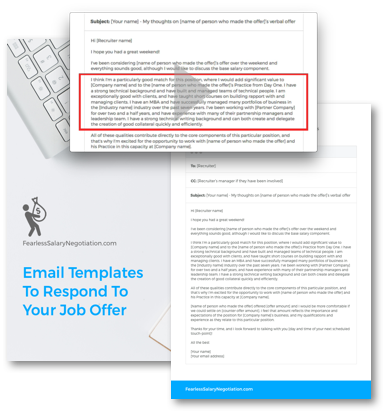 Subject: [Your name] - My thoughts on [name of person who made the offer]'s verbal offer
Hi [Recruiter name]
I hope you had a great weekend!
I've been considering [name of person who made the offer]'s offer over the weekend and
everything sounds good, although I would like to discuss the base salary component.
I think I'm a particularly good match for this position, where I would add significant value to
[Company name] and to the [name of person who made the offer]'s Practice from Day One. I have
a strong technical background and have built and managed teams of technical people. I am
exceptionally good with clients, and have taught short courses on building rapport with and
managing clients. I have an MBA and have successfully managed many portfolios of business in
the [industry name] industry over the past seven years. I've been working with [Partner Company]
for over two and a half years, and have experience with many of their partnership managers and
leadership team. I have a strong technical writing background and can both create and delegate
the creation of good collateral quickly and efficiently.
All of these qualities contribute directly to the core components of this particular position, and
that's why I'm excited for the opportunity to work with [name of person who made the offer] and
his Practice in this capacity at [Company name].
FearlessSalaryNegotiation.com
Email Templates
To Respond To
Your Job Offer
To: [Recruiter]
CC: [Recruiter's manager if they have been involved]
Subject: [Your name] - My thoughts on [name of person who made the offer]'s verbal offer
Hi [Recruiter name]
I hope you had a great weekend!
I've been considering [name of person who made the offer]'s offer over the weekend and
everything sounds good, although I would like to discuss the base salary component.
I think I'm a particularly good match for this position, where I would add significant value to
[Company name] and to the [name of person who made the offer]'s Practice from Day One. I have
a strong technical background and have built and managed teams of technical people. I am
exceptionally good with clients, and have taught short courses on building rapport with and
managing clients. I have an MBA and have successfully managed many portfolios of business in
the [industry name] industry over the past seven years. I've been working with [Partner Company]
for over two and a half years, and have experience with many of their partnership managers and
leadership team. I have a strong technical writing background and can both create and delegate
the creation of good collateral quickly and efficiently.
All of these qualities contribute directly to the core components of this particular position, and
that's why I'm excited for the opportunity to work with [name of person who made the offer] and
his Practice in this capacity at [Company name].
[name of person who made the offer] offered [offer amount] and I would be more comfortable if
we could settle on [counter offer amount]. I feel that amount reflects the importance and
expectations of the position for [Company name]'s business, and my qualifications and
experience as they relate to this particular position.
Thanks for your time, and I look forward to talking with you [day and time of your next scheduled
All the best
[Your name]
[Your email address]
FearlessSalaryNegotiation.com